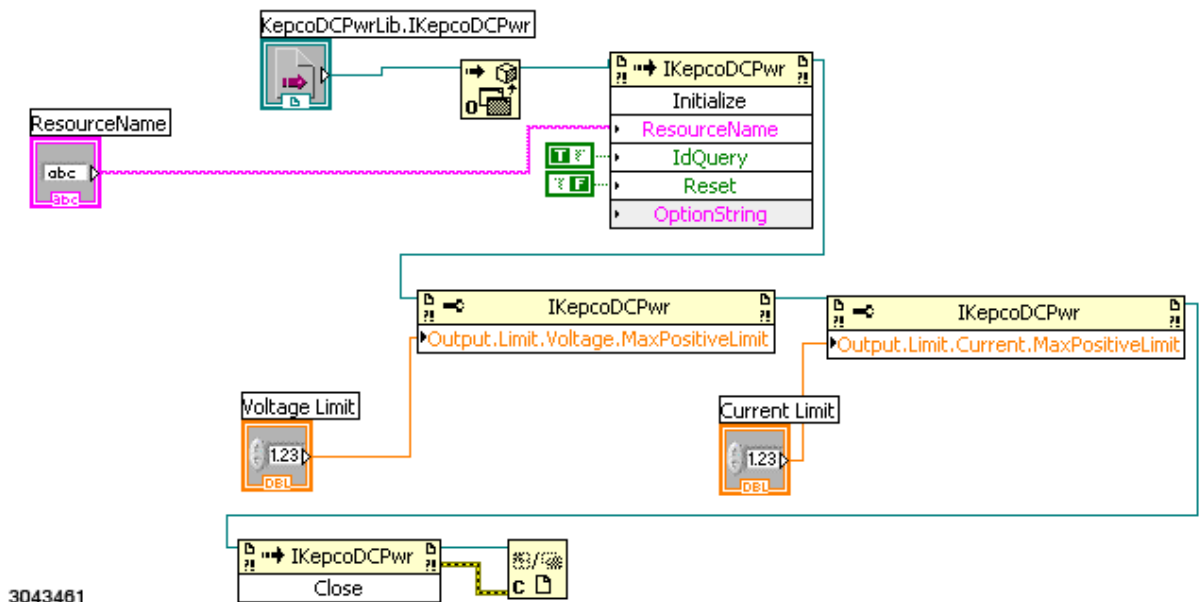 KepcoDCPwrLib.IKepcoDCPwr
IKepcoDCPwr
Initialize
ResourceName
IdQuery
Reset
OptionString
ResourceName
abc
abc
T
F
IKepcoDCPwr
Output.Limit.Voltage.MaxPositiveLimit
IKepcoDCPwr
Output.Limit.Current.MaxPositiveLimit
Voltage Limit
1.23
DBL
Current Limit
1.23
DBL
IKepcoDCPwr
Close
C
3043461